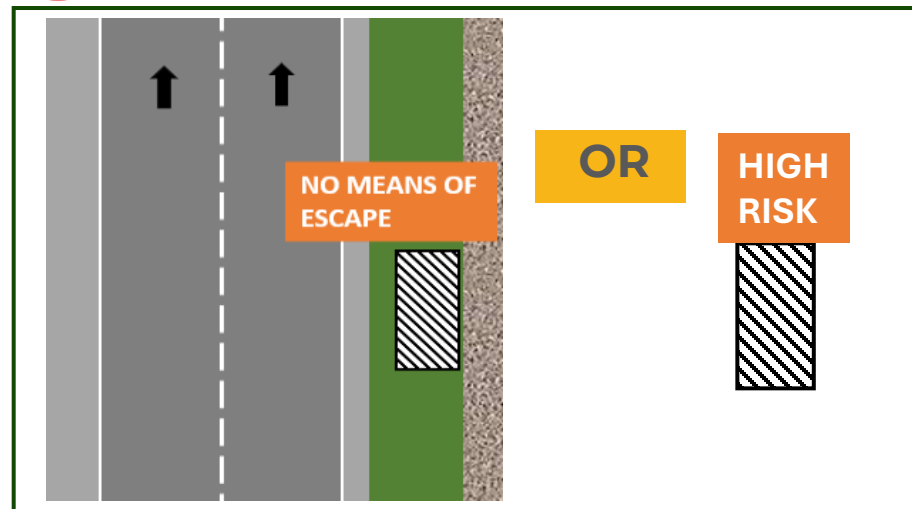 NO MEANS OF
ESCAPE
OR
HIGH
RISK